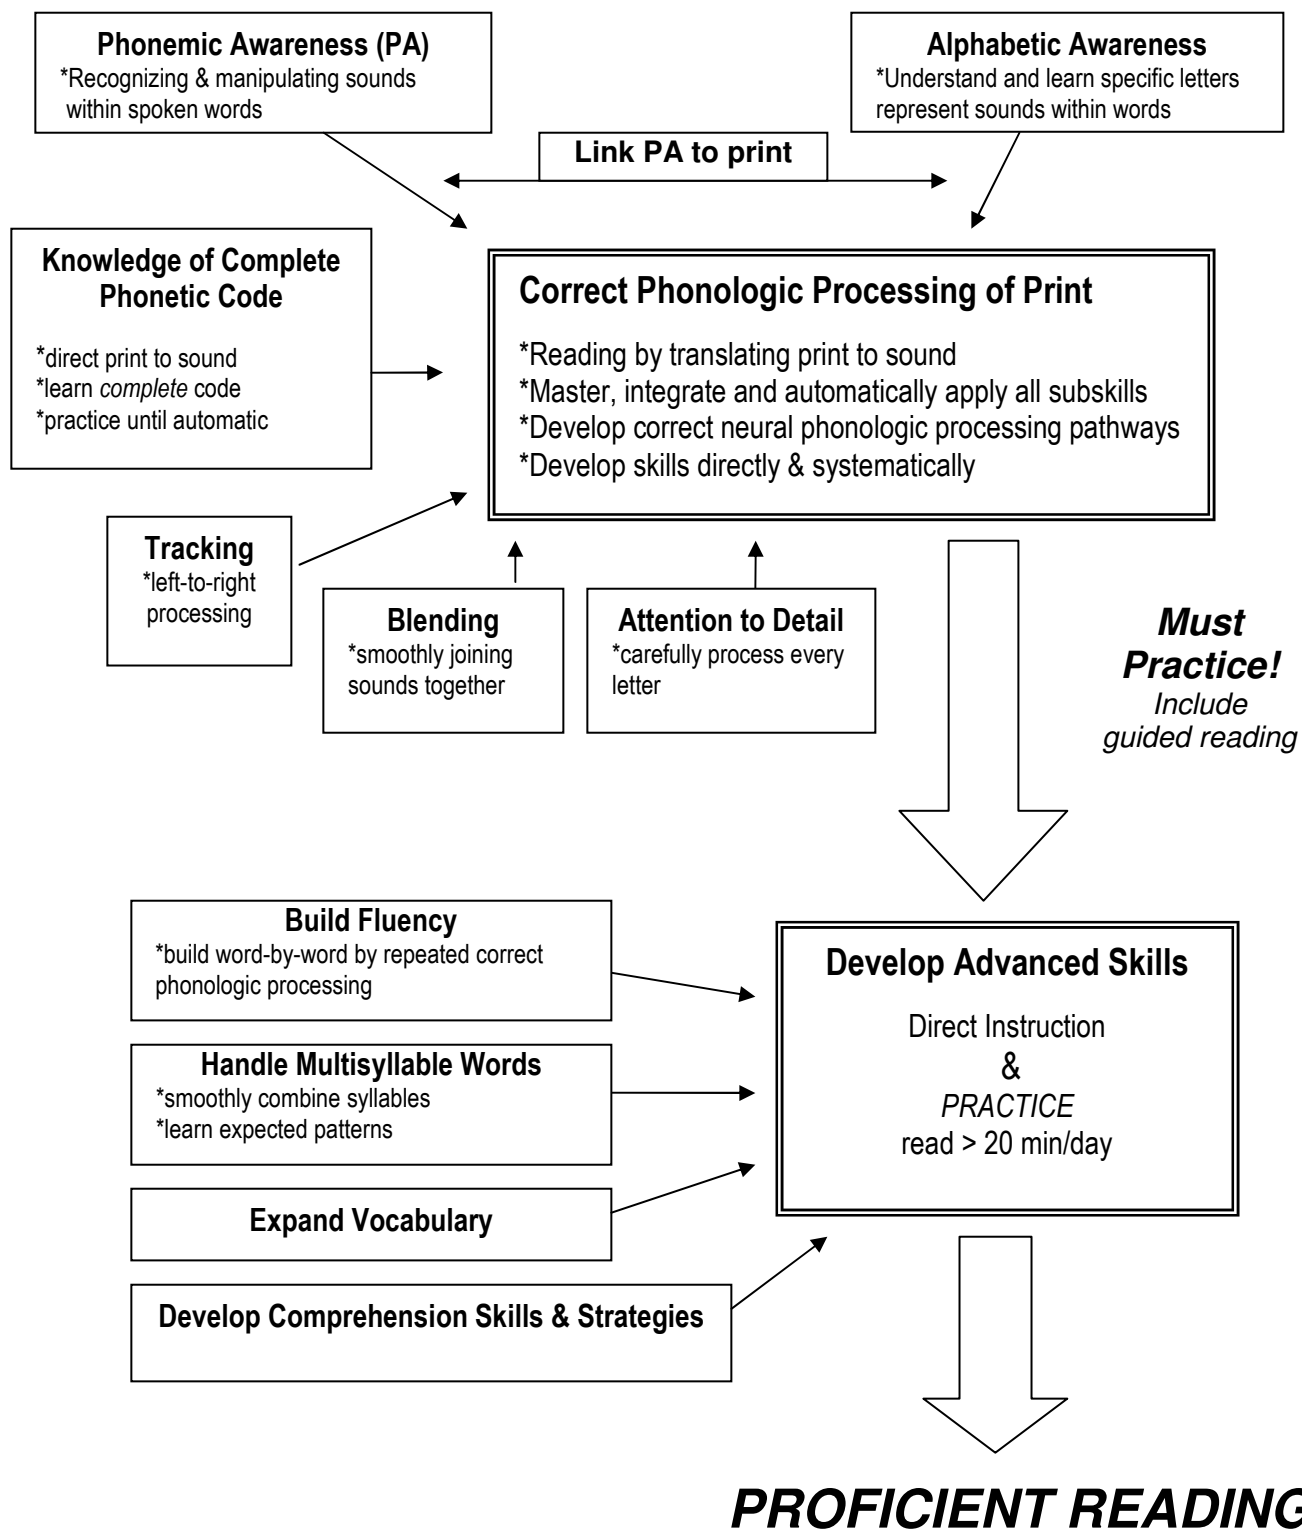 Phonemic Awareness (PA)
*Recognizing & manipulating sounds
within spoken words
Alphabetic Awareness
*Understand and learn specific letters
represent sounds within words
Link PA to print
Knowledge of Complete
Phonetic Code
*direct print to sound
*learn complete code
*practice until automatic
Correct Phonologic Processing of Print
*Reading by translating print to sound
*Master, integrate and automatically apply all subskills
*Develop correct neural phonologic processing pathways
*Develop skills directly & systematically
Tracking
*left-to-right
processing
Blending
*smoothly joining
sounds together
Attention to Detail
*carefully process every
letter
Must
Practice!
Include
guided reading
Build Fluency
*build word-by-word by repeated correct
phonologic processing
Handle Multisyllable Words
*smoothly combine syllables
*learn expected patterns
Expand Vocabulary
Develop Comprehension Skills & Strategies
Develop Advanced Skills
Direct Instruction
&
PRACTICE
read > 20 min/day
PROFICIENT READING